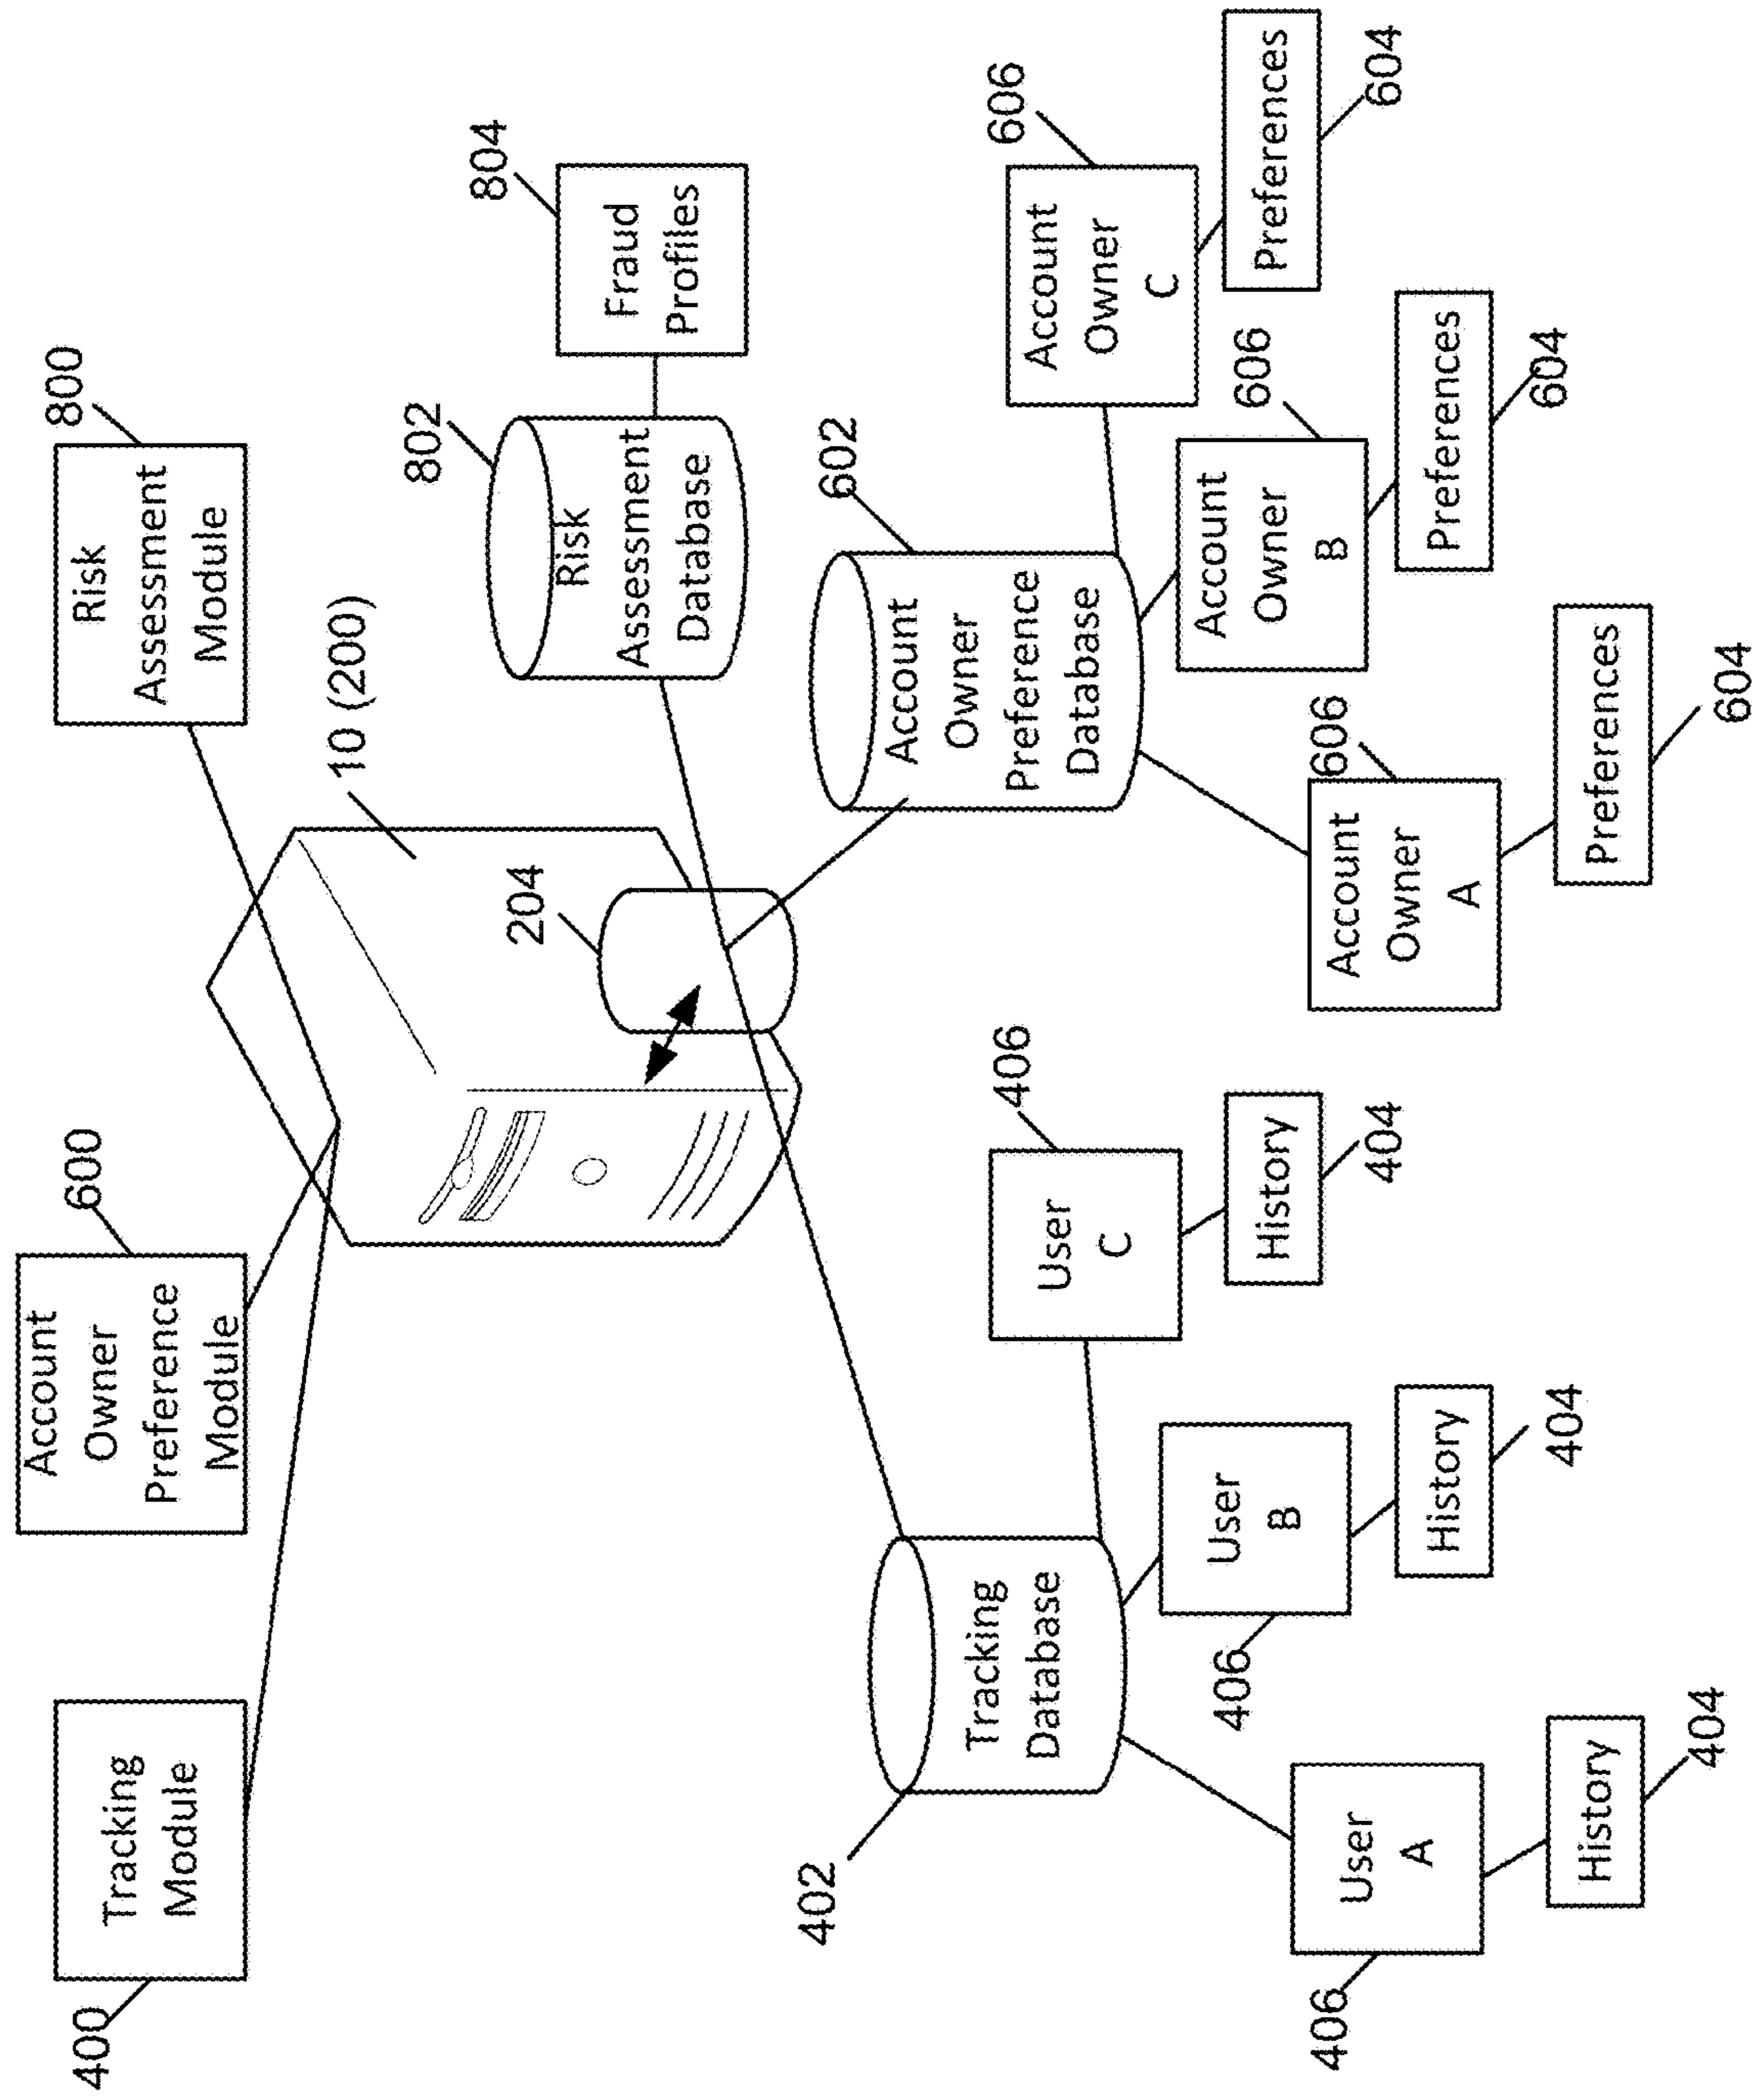 400
Tracking
Module
600
Account
Owner
Preference
Module
800
Risk
Assessment
Module
10 (200)
204
802
Risk
Assessment
Database
804
Fraud
Profiles
402
Tracking
Database
602
Account
Owner
Preference
Database
406
User
A
History
404
406
User
B
History
404
406
User
C
History
404
606
Account
Owner
A
Preferences
604
606
Account
Owner
B
Preferences
604
606
Account
Owner
C
Preferences
604